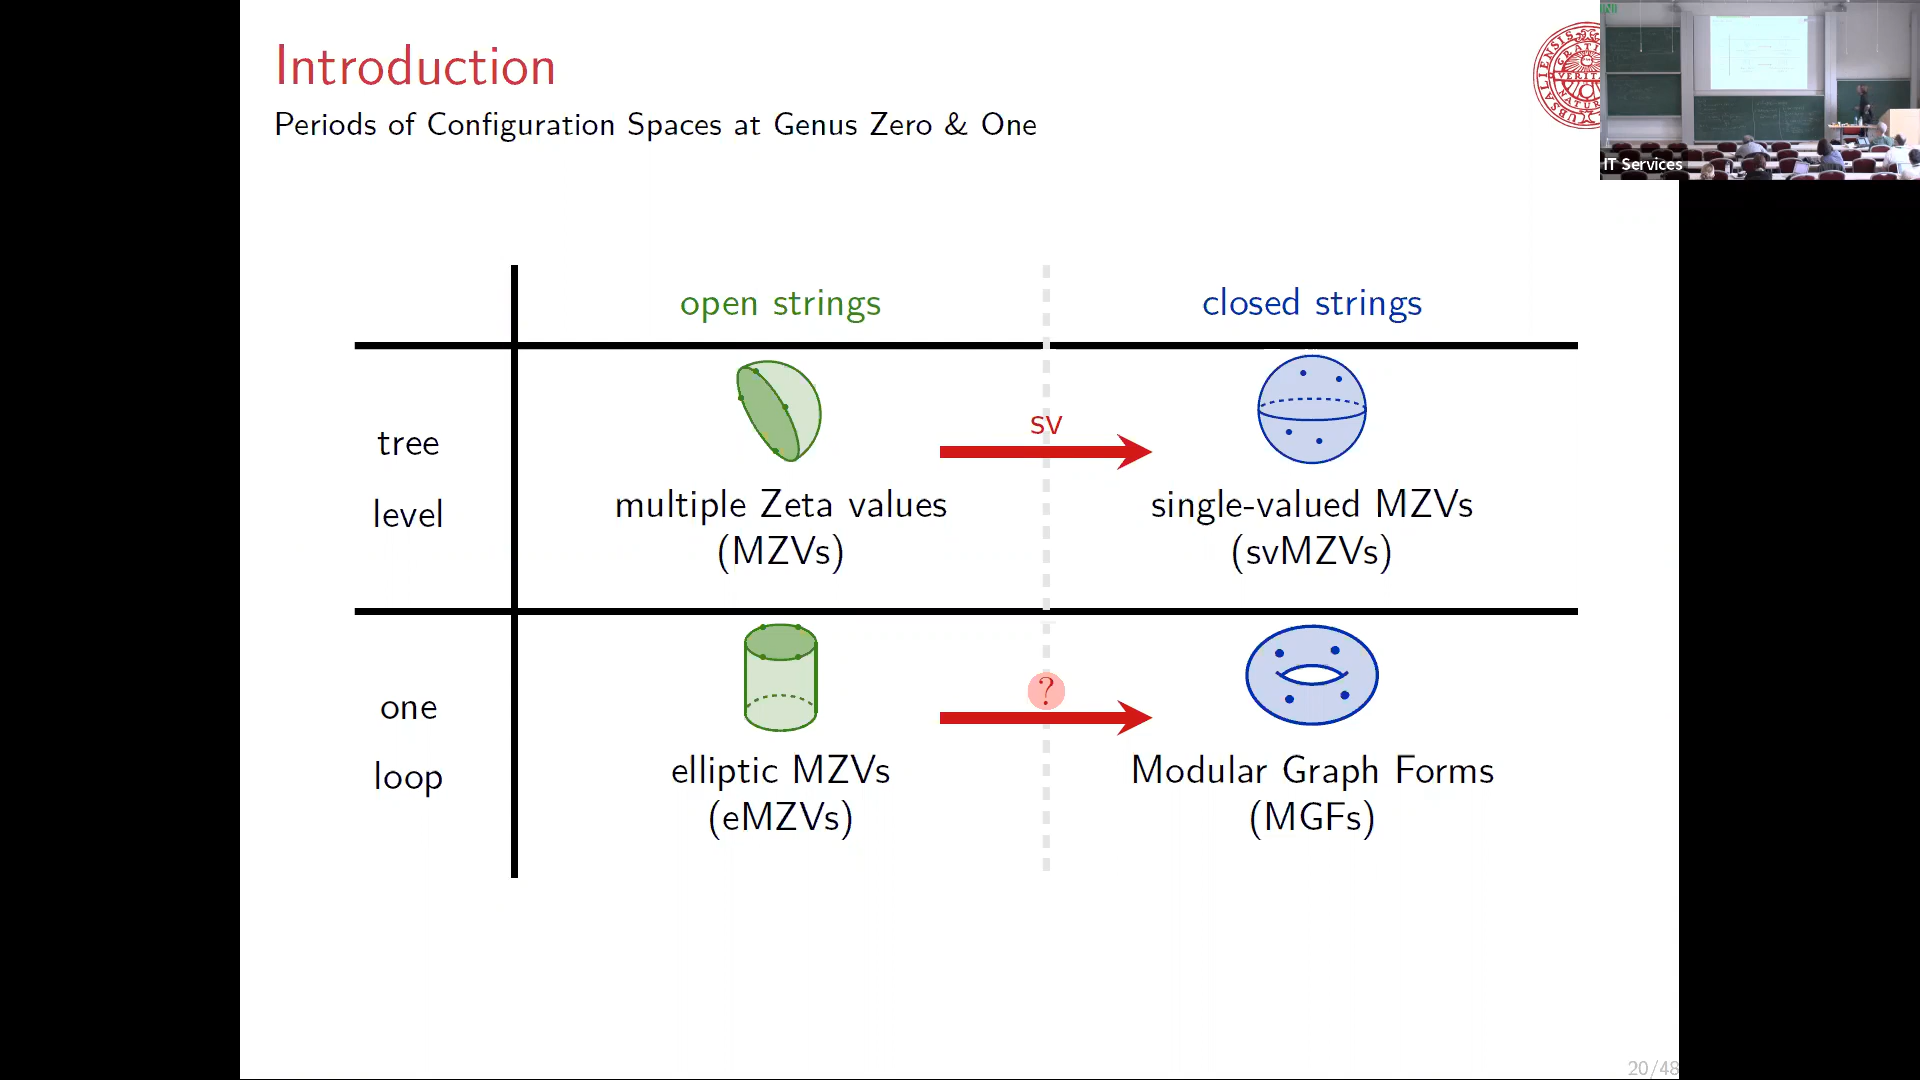 Introduction
Periods of Configuration Spaces at Genus Zero & One
IT Services
open strings
closed strings
tree
level
sv
multiple Zeta values
(MZVs)
single-valued MZVs
(svMZVs)
one
loop
?
elliptic MZVs
(eMZVs)
Modular Graph Forms
(MGFs)
20/48